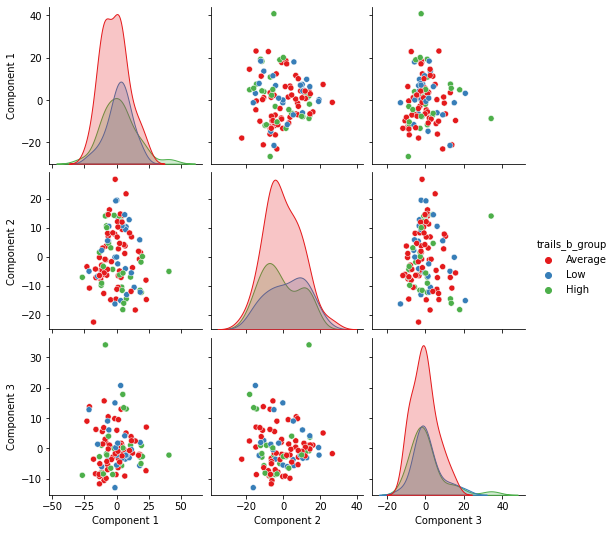 40
20
0
−20
Component 1
20
10
0
−10
−20
Component 2
trails_b_group
Average
Low
High
30
20
10
0
−10
Component 3
−50 −25 0 25 50
−20 0 20 40
−20 0 20 40
Component 1 Component 2 Component 3